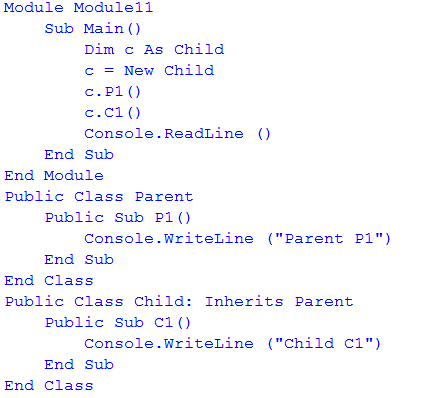 Module Module11
    Sub Main()
        Dim c As Child
        c = New Child
        c.P1()
        c.C1()
        Console.ReadLine ()
    End Sub
End Module
Public Class Parent
    Public Sub P1()
        Console.WriteLine ("Parent P1")
    End Sub
End Class
Public Class Child: Inherits Parent
    Public Sub C1()
        Console.WriteLine ("Child C1")
    End Sub
End Class